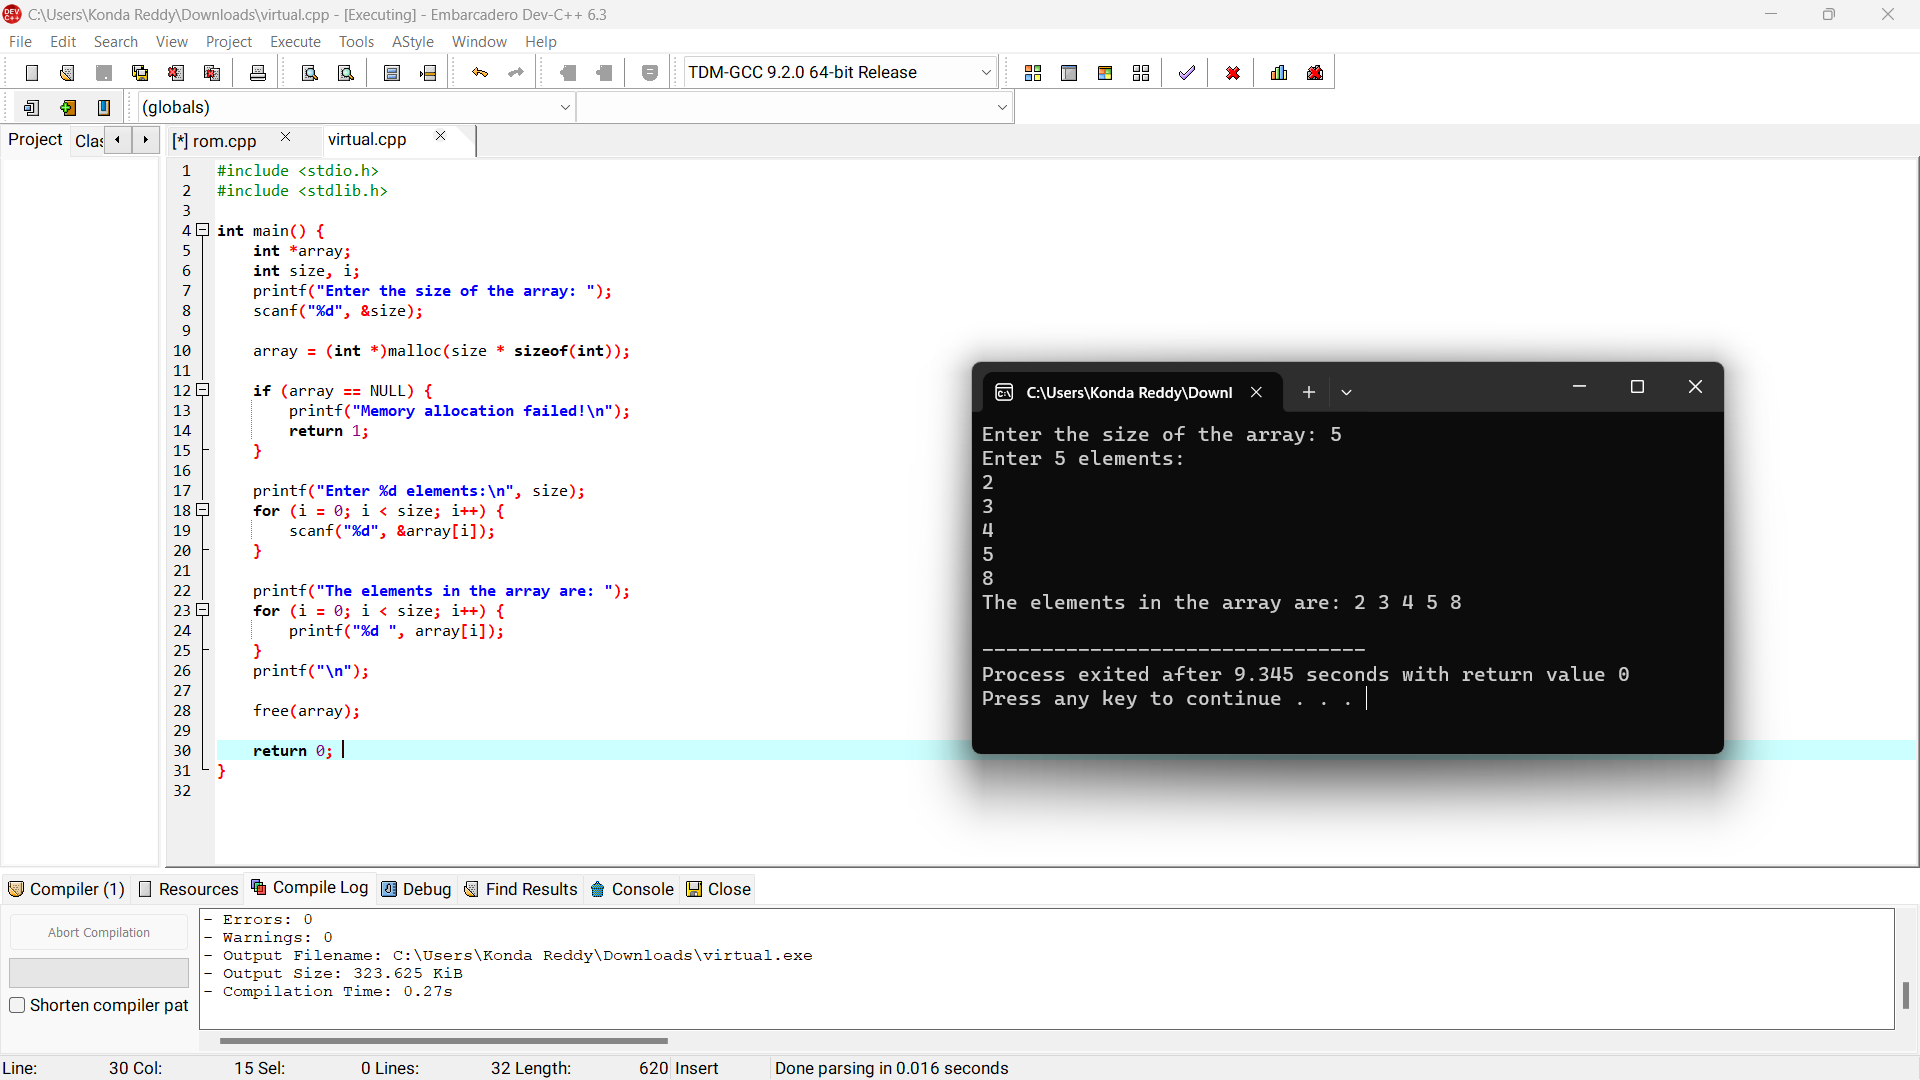 C:\Users\Konda Reddy\Downloads\virtual.cpp - [Executing] - Embarcadero Dev-C++ 6.3
File Edit Search View Project Execute Tools AStyle Window Help
TDM-GCC 9.2.0 64-bit Release
(globals)
Project Clas [*] rom.cpp virtual.cpp
1 #include <stdio.h>
2 #include <stdlib.h>
3
4 int main() {
5 int *array;
6 int size, i;
7 printf("Enter the size of the array: ");
8 scanf("%d", &size);
9
10 array = (int *)malloc(size * sizeof(int));
11
12 if (array == NULL) {
13 printf("Memory allocation failed!\n");
14 return 1;
15 }
16
17 printf("Enter %d elements:\n", size);
18 for (i = 0; i < size; i++) {
19 scanf("%d", &array[i]);
20 }
21
22 printf("The elements in the array are: ");
23 for (i = 0; i < size; i++) {
24 printf("%d ", array[i]);
25 }
26 printf("\n");
27
28 free(array);
29
30 return 0;
31 }
32
C:\Users\Konda Reddy\Downl
Enter the size of the array: 5
Enter 5 elements:
2
3
4
5
8
The elements in the array are: 2 3 4 5 8
--------------------------------
Process exited after 9.345 seconds with return value 0
Press any key to continue . . .
Compiler (1) Resources Compile Log Debug Find Results Console Close
Abort Compilation
Shorten compiler pat
- Errors: 0
- Warnings: 0
- Output Filename: C:\Users\Konda Reddy\Downloads\virtual.exe
- Output Size: 323.625 KiB
- Compilation Time: 0.27s
Line: 30 Col: 15 Sel: 0 Lines: 32 Length: 620 Insert Done parsing in 0.016 seconds